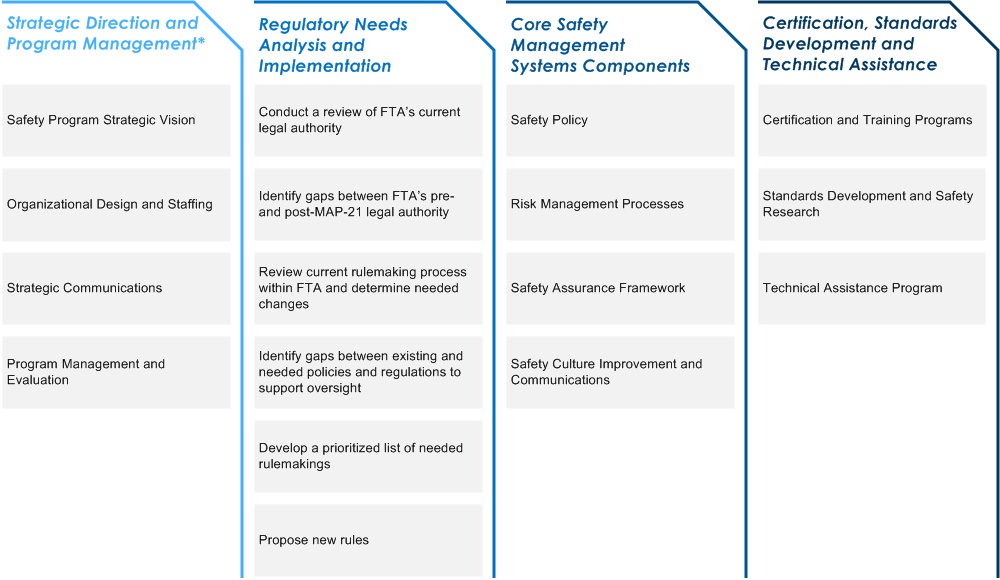 Strategic Direction and
Program Management*
Safety Program Strategic Vision
Organizational Design and Staffing
Strategic Communications
Program Management and
Evaluation
Regulatory Needs
Analysis and
Implementation
Conduct a review of FTA’s current
legal authority
Identify gaps between FTA’s pre-
and post-MAP-21 legal authority
Review current rulemaking process
within FTA and determine needed
changes
Identify gaps between existing and
needed policies and regulations to
support oversight
Develop a prioritized list of needed
rulemakings
Propose new rules
Core Safety
Management
Systems Components
Safety Policy
Risk Management Processes
Safety Assurance Framework
Safety Culture Improvement and
Communications
Certification, Standards
Development and
Technical Assistance
Certification and Training Programs
Standards Development and Safety
Research
Technical Assistance Program